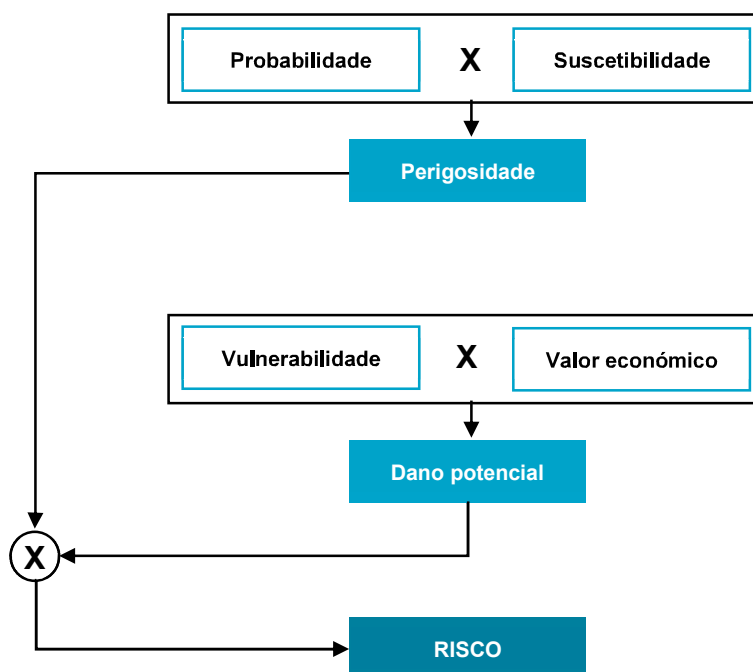 Probabilidade X Suscetibilidade
Perigosidade
Vulnerabilidade X Valor económico
Dano potencial
X
RISCO